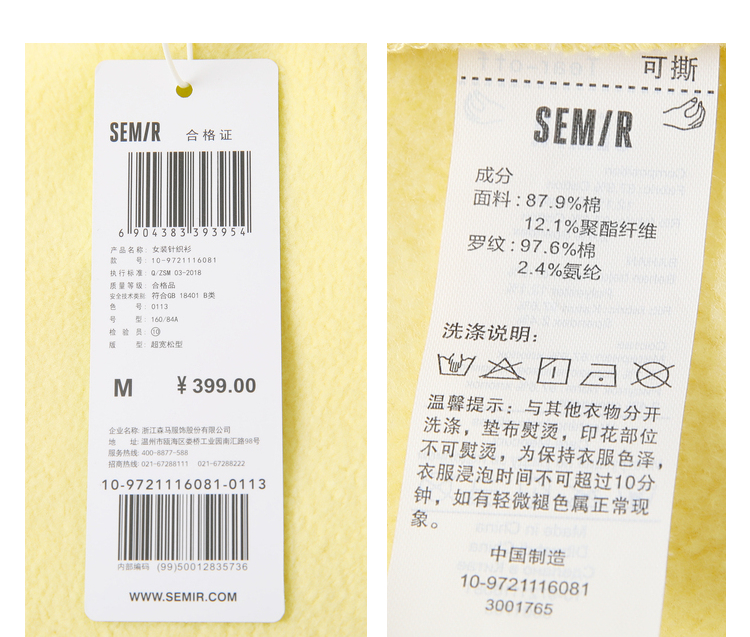 SEM/R 合格证
6 904383 393954
产品名称: 女装针织衫
款 号: 10-9721116081
执行标准: Q/ZSM 03-2018
质量等级: 合格品
安全技术类别: 符合GB 18401 B类
色 号: 0113
号 型: 160/84A
检 验 员: ⑩
版 型: 超宽松型
M ¥399.00
企业名称: 浙江森马服饰股份有限公司
地 址: 温州市瓯海区娄桥工业园南汇路98号
服务热线: 400-8877-588
招商热线: 021-67288111 021-67288222
10-9721116081-0113
内部编码 (99)50012835736
WWW.SEMIR.COM
可撕
SEM/R
成分
面料: 87.9%棉
12.1%聚酯纤维
罗纹: 97.6%棉
2.4%氨纶
洗涤说明:
温馨提示: 与其他衣物分开
洗涤, 垫布熨烫, 印花部位
不可熨烫, 为保持衣服色泽,
衣服浸泡时间不可超过10分
钟, 如有轻微褪色属正常现
象。
中国制造
10-9721116081
3001765